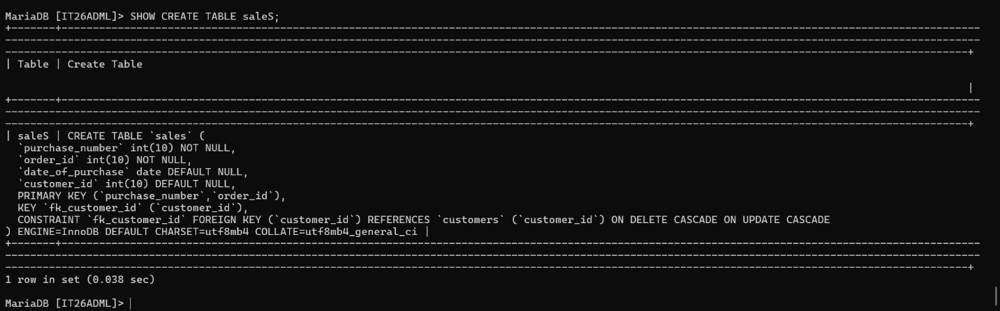 MariaDB [IT26ADML]> SHOW CREATE TABLE saleS;
+-------+----------------------------------------------------------------------------------------------------------------------------------------------------
-------------------------------------------------------------------------------------------------------------------------------------------------------------
-----------------------------------------------------------------------------------------------------------------------------------------------------------+
| Table | Create Table
|
+-------+----------------------------------------------------------------------------------------------------------------------------------------------------
-------------------------------------------------------------------------------------------------------------------------------------------------------------
-----------------------------------------------------------------------------------------------------------------------------------------------------------+
| saleS | CREATE TABLE `sales` (
  `purchase_number` int(10) NOT NULL,
  `order_id` int(10) NOT NULL,
  `date_of_purchase` date DEFAULT NULL,
  `customer_id` int(10) DEFAULT NULL,
  PRIMARY KEY (`purchase_number`,`order_id`),
  KEY `fk_customer_id` (`customer_id`),
  CONSTRAINT `fk_customer_id` FOREIGN KEY (`customer_id`) REFERENCES `customers` (`customer_id`) ON DELETE CASCADE ON UPDATE CASCADE
) ENGINE=InnoDB DEFAULT CHARSET=utf8mb4 COLLATE=utf8mb4_general_ci |
+-------+----------------------------------------------------------------------------------------------------------------------------------------------------
-------------------------------------------------------------------------------------------------------------------------------------------------------------
-----------------------------------------------------------------------------------------------------------------------------------------------------------+
1 row in set (0.038 sec)
MariaDB [IT26ADML]>